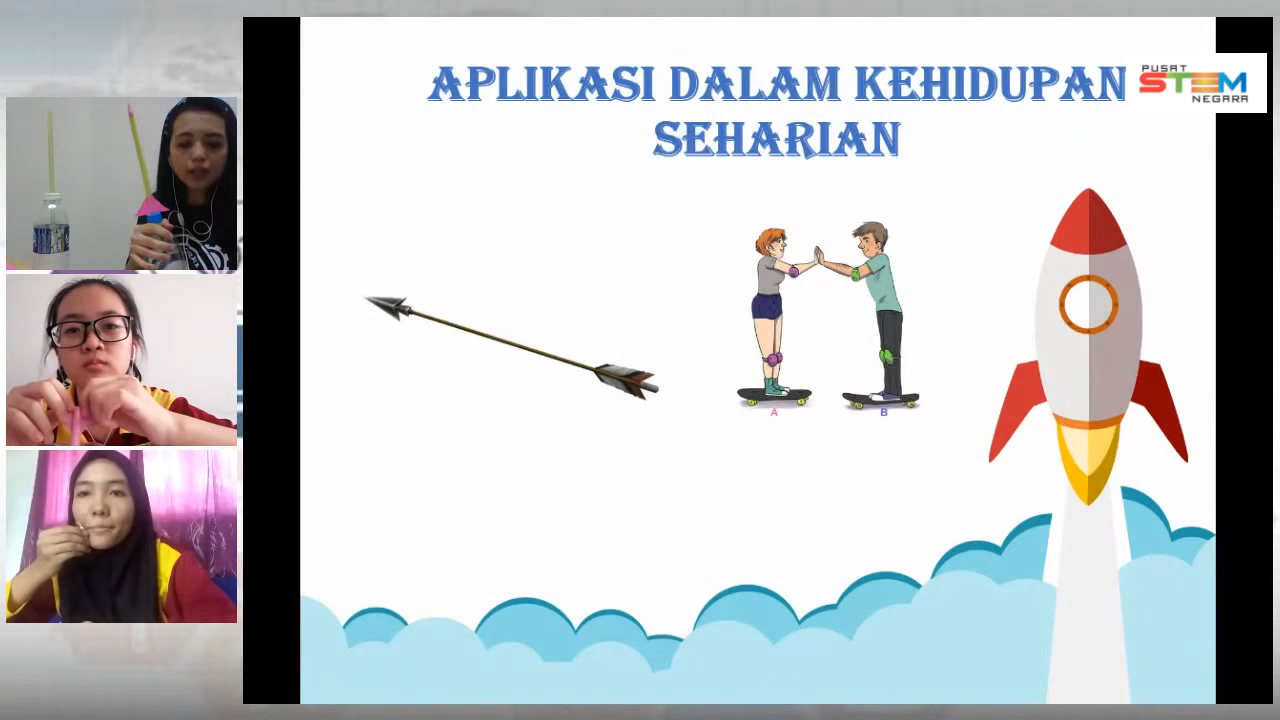 APLIKASI DALAM KEHIDUPAN
SEHARIAN
PUSAT
STEM
NEGARA
A
B